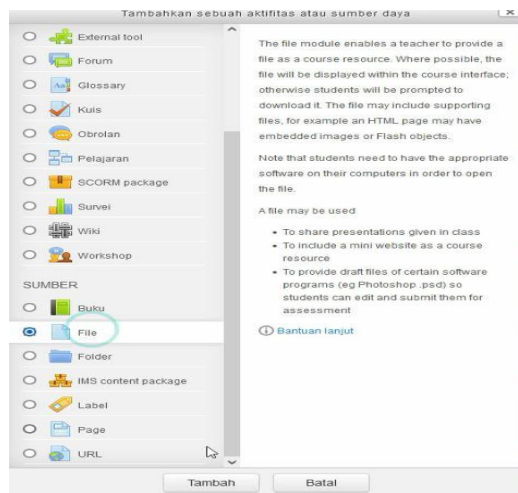 Tambahkan sebuah aktifitas atau sumber daya
External tool
Forum
Glossary
Kuis
Obrolan
Pelajaran
SCORM package
Survei
Wiki
Workshop
SUMBER
Buku
File
Folder
IMS content package
Label
Page
URL
The file module enables a teacher to provide a
file as a course resource. Where possible, the
file will be displayed within the course interface;
otherwise students will be prompted to
download it. The file may include supporting
files, for example an HTML page may have
embedded images or Flash objects.
Note that students need to have the appropriate
software on their computers in order to open
the file.
A file may be used
• To share presentations given in class
• To include a mini website as a course
resource
• To provide draft files of certain software
programs (eg Photoshop .psd) so
students can edit and submit them for
assessment
Bantuan lanjut
Tambah
Batal